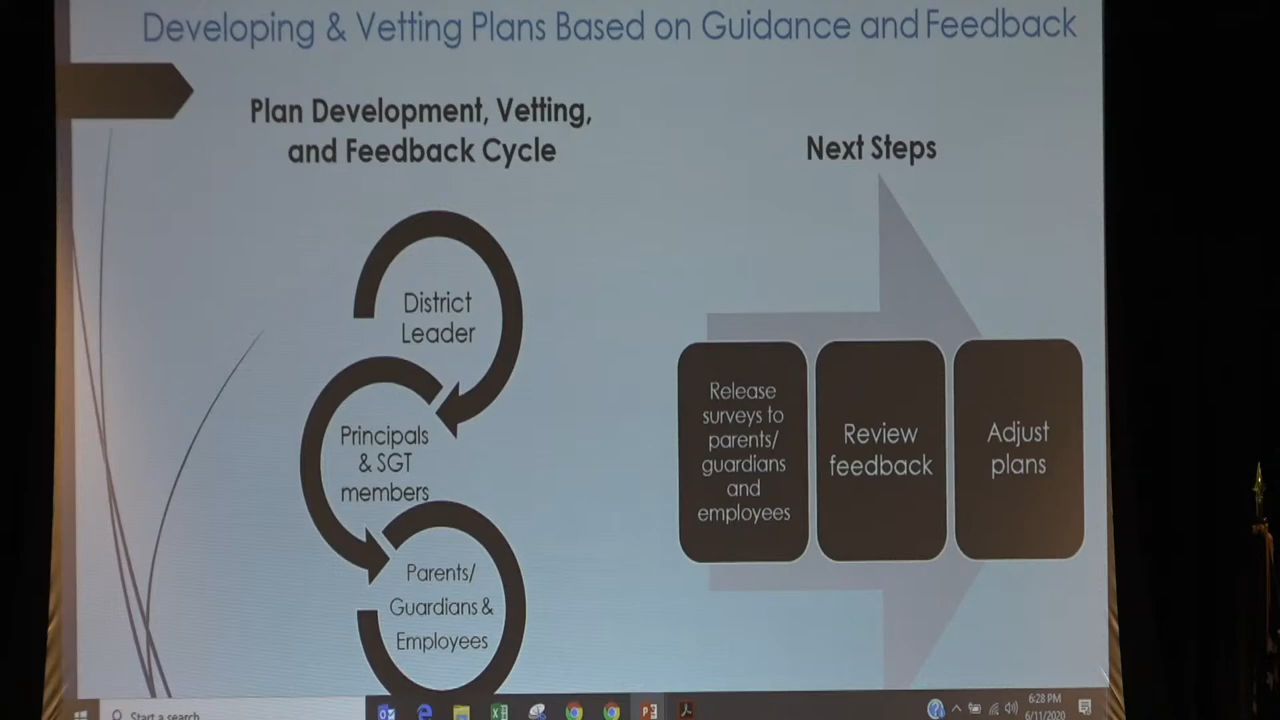 Developing & Vetting Plans Based on Guidance and Feedback
Plan Development, Vetting,
and Feedback Cycle
District
Leader
Principals
& SGT
members
Parents/
Guardians &
Employees
Next Steps
Release
surveys to
parents/
guardians
and
employees
Review
feedback
Adjust
plans
Start a search
6:28 PM
6/11/2020